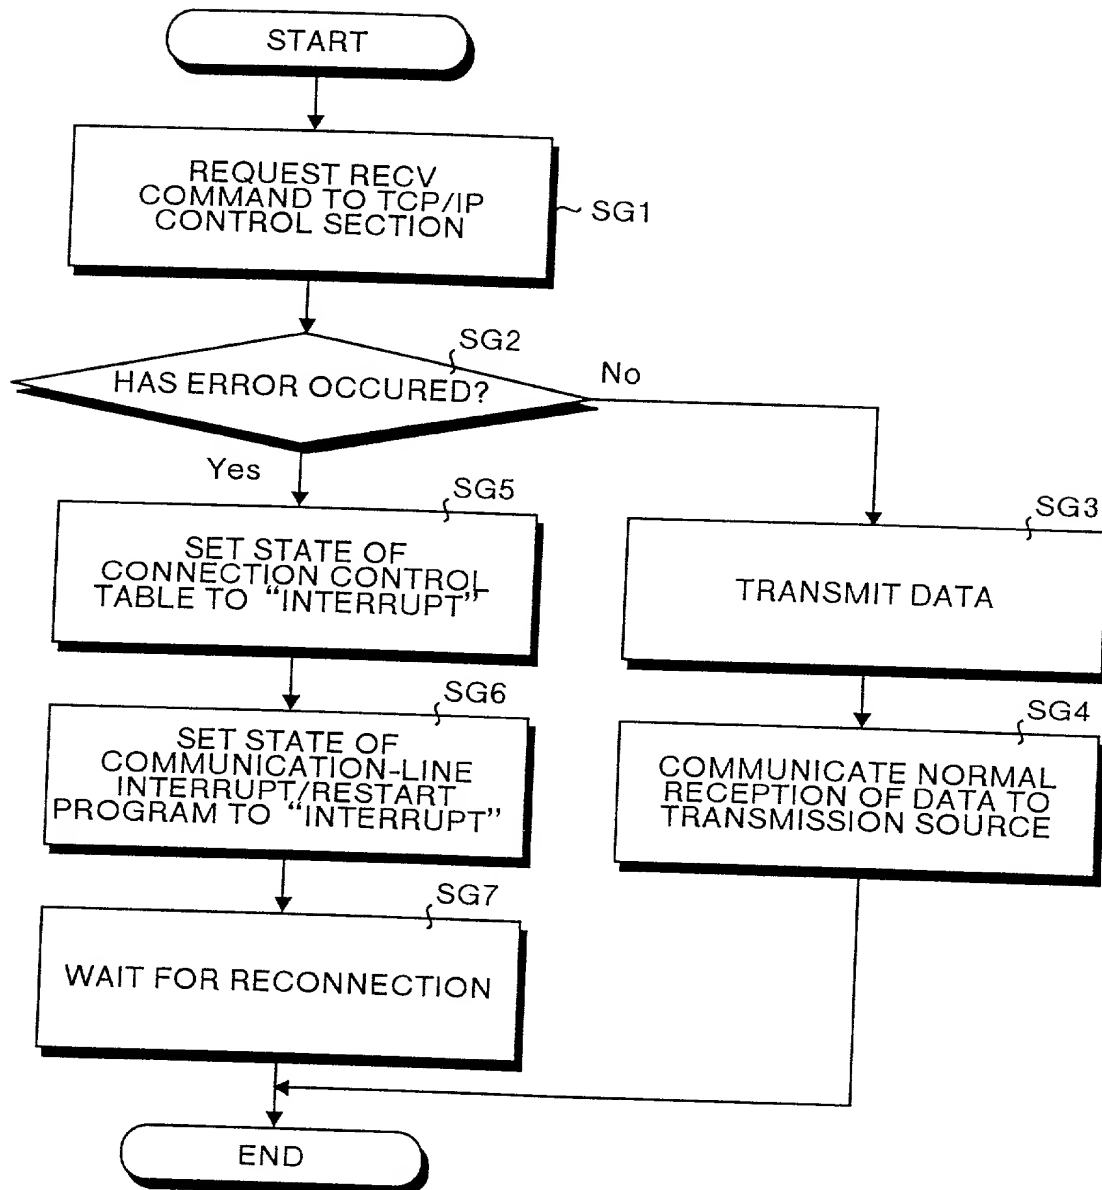 START
REQUEST RECV
COMMAND TO TCP/IP
CONTROL SECTION
SG1
SG2
HAS ERROR OCCURED?
No
Yes
SG5
SET STATE OF
CONNECTION CONTROL
TABLE TO “INTERRUPT”
SG3
TRANSMIT DATA
SG6
SET STATE OF
COMMUNICATION-LINE
INTERRUPT/RESTART
PROGRAM TO “INTERRUPT”
SG4
COMMUNICATE NORMAL
RECEPTION OF DATA TO
TRANSMISSION SOURCE
SG7
WAIT FOR RECONNECTION
END